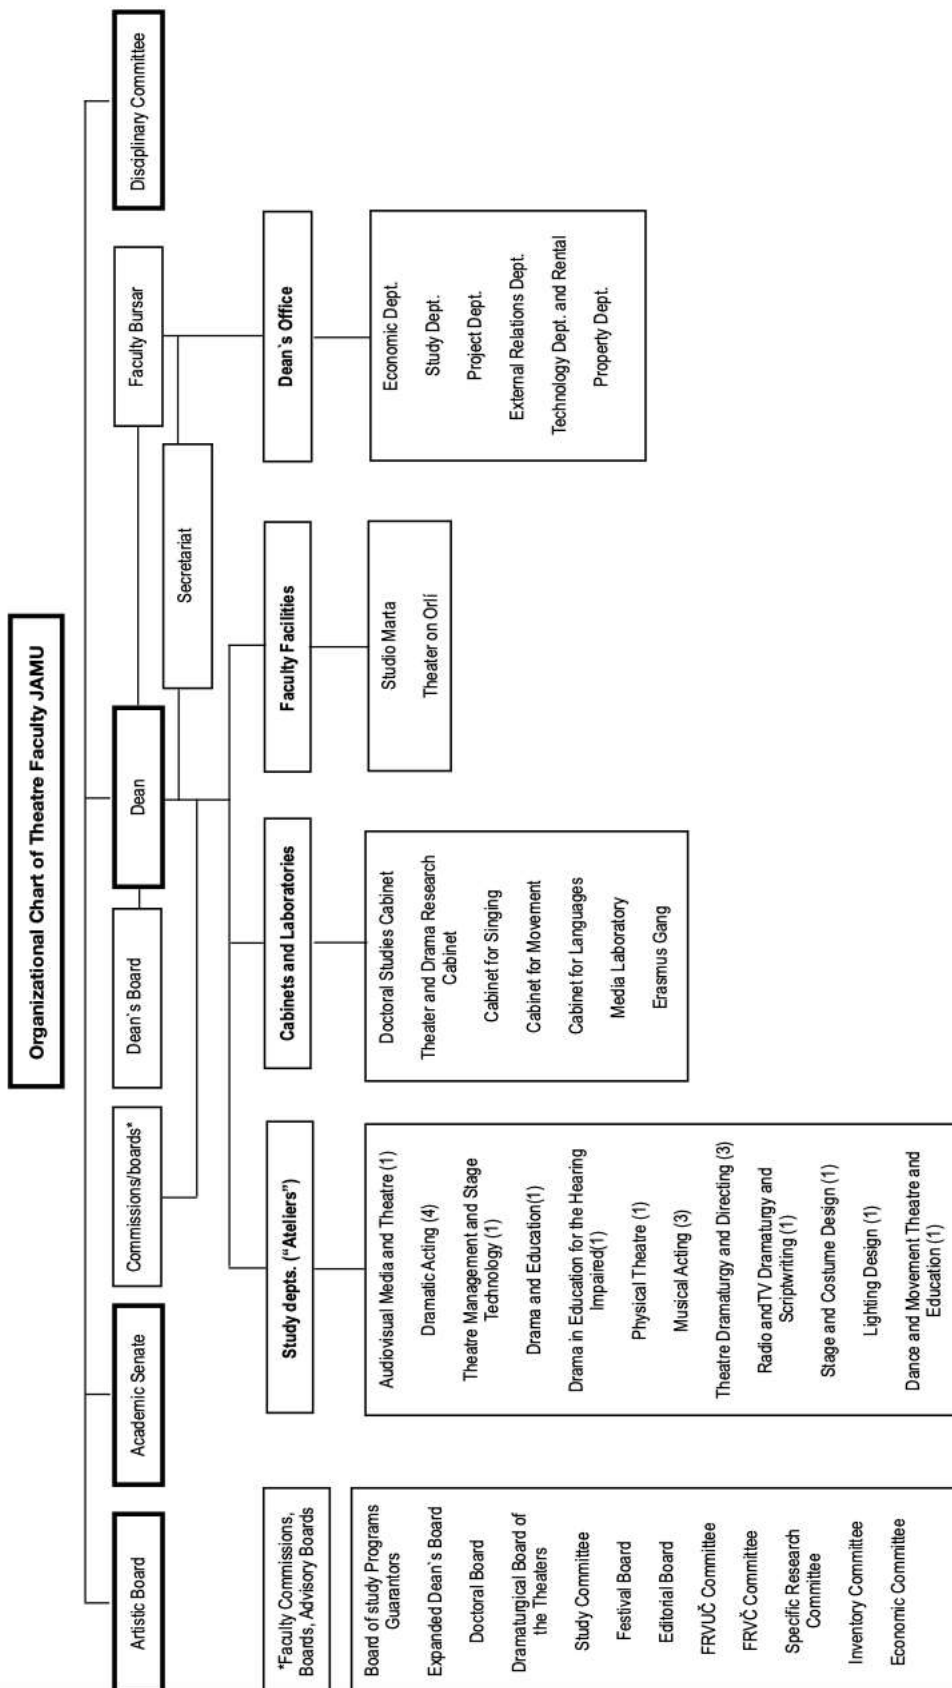 Organizational Chart of Theatre Faculty JAMU
Artistic Board
Academic Senate
Commissions/boards*
Dean`s Board
Dean
Secretariat
Faculty Bursar
Disciplinary Committee
*Faculty Commissions,
Boards, Advisory Boards
Board of study Programs
Guarantors
Expanded Dean`s Board
Doctoral Board
Dramaturgical Board of
the Theaters
Study Committee
Festival Board
Editorial Board
FRVUČ Committee
FRVČ Committee
Specific Research
Committee
Inventory Committee
Economic Committee
Study depts. (“Ateliers”)
Audiovisual Media and Theatre (1)
Dramatic Acting (4)
Theatre Management and Stage
Technology (1)
Drama and Education(1)
Drama in Education for the Hearing
Impaired(1)
Physical Theatre (1)
Musical Acting (3)
Theatre Dramaturgy and Directing (3)
Radio andTV Dramaturgy and
Scriptwriting (1)
Stage and Costume Design (1)
Lighting Design (1)
Dance and Movement Theatre and
Education (1)
Cabinets and Laboratories
Doctoral Studies Cabinet
Theater and Drama Research
Cabinet
Cabinet for Singing
Cabinet for Movement
Cabinet for Languages
Media Laboratory
Erasmus Gang
Faculty Facilities
Studio Marta
Theater on Orlí
Dean`s Office
Economic Dept.
Study Dept.
Project Dept.
External Relations Dept.
Technology Dept. and Rental
Property Dept.